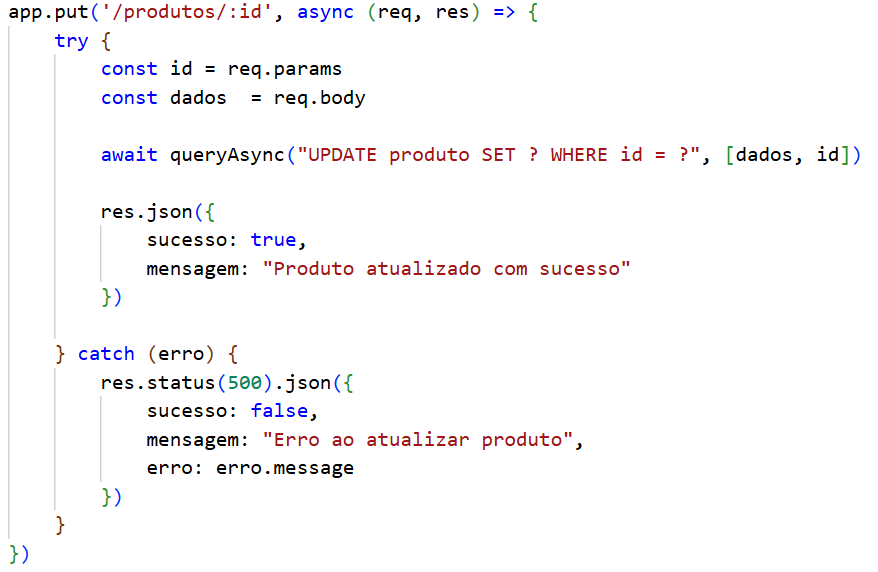 app.put('/produtos/:id', async (req, res) => {
    try {
        const id = req.params
        const dados  = req.body

        await queryAsync("UPDATE produto SET ? WHERE id = ?", [dados, id])

        res.json({
            sucesso: true,
            mensagem: "Produto atualizado com sucesso"
        })

    } catch (erro) {
        res.status(500).json({
            sucesso: false,
            mensagem: "Erro ao atualizar produto",
            erro: erro.message
        })
    }
})